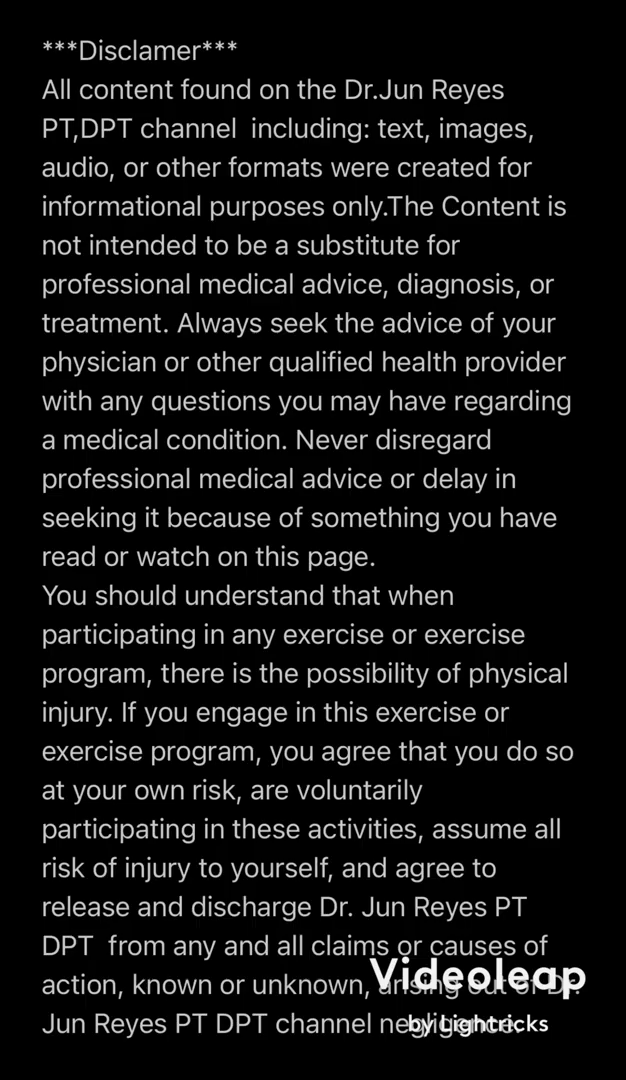 ***Disclamer***
All content found on the Dr.Jun Reyes
PT,DPT channel  including: text, images,
audio, or other formats were created for
informational purposes only.The Content is
not intended to be a substitute for
professional medical advice, diagnosis, or
treatment. Always seek the advice of your
physician or other qualified health provider
with any questions you may have regarding
a medical condition. Never disregard
professional medical advice or delay in
seeking it because of something you have
read or watch on this page.
You should understand that when
participating in any exercise or exercise
program, there is the possibility of physical
injury. If you engage in this exercise or
exercise program, you agree that you do so
at your own risk, are voluntarily
participating in these activities, assume all
risk of injury to yourself, and agree to
release and discharge Dr. Jun Reyes PT
DPT  from any and all claims or causes of
action, known or unknown, arising out of Dr.
Jun Reyes PT DPT channel negligence.
Videoleap
by Lightricks